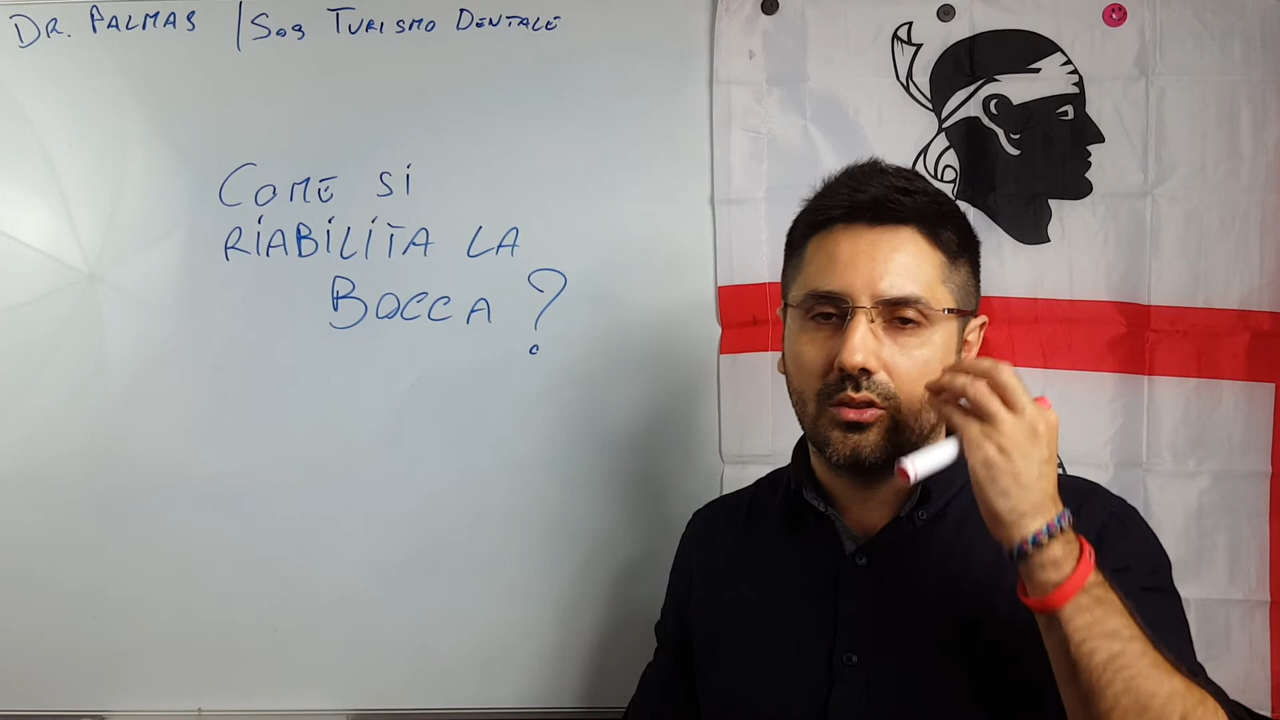 DR. PALMAS | SOS TURISMO DENTALE
COME SI
RIABILITA LA
BOCCA ?